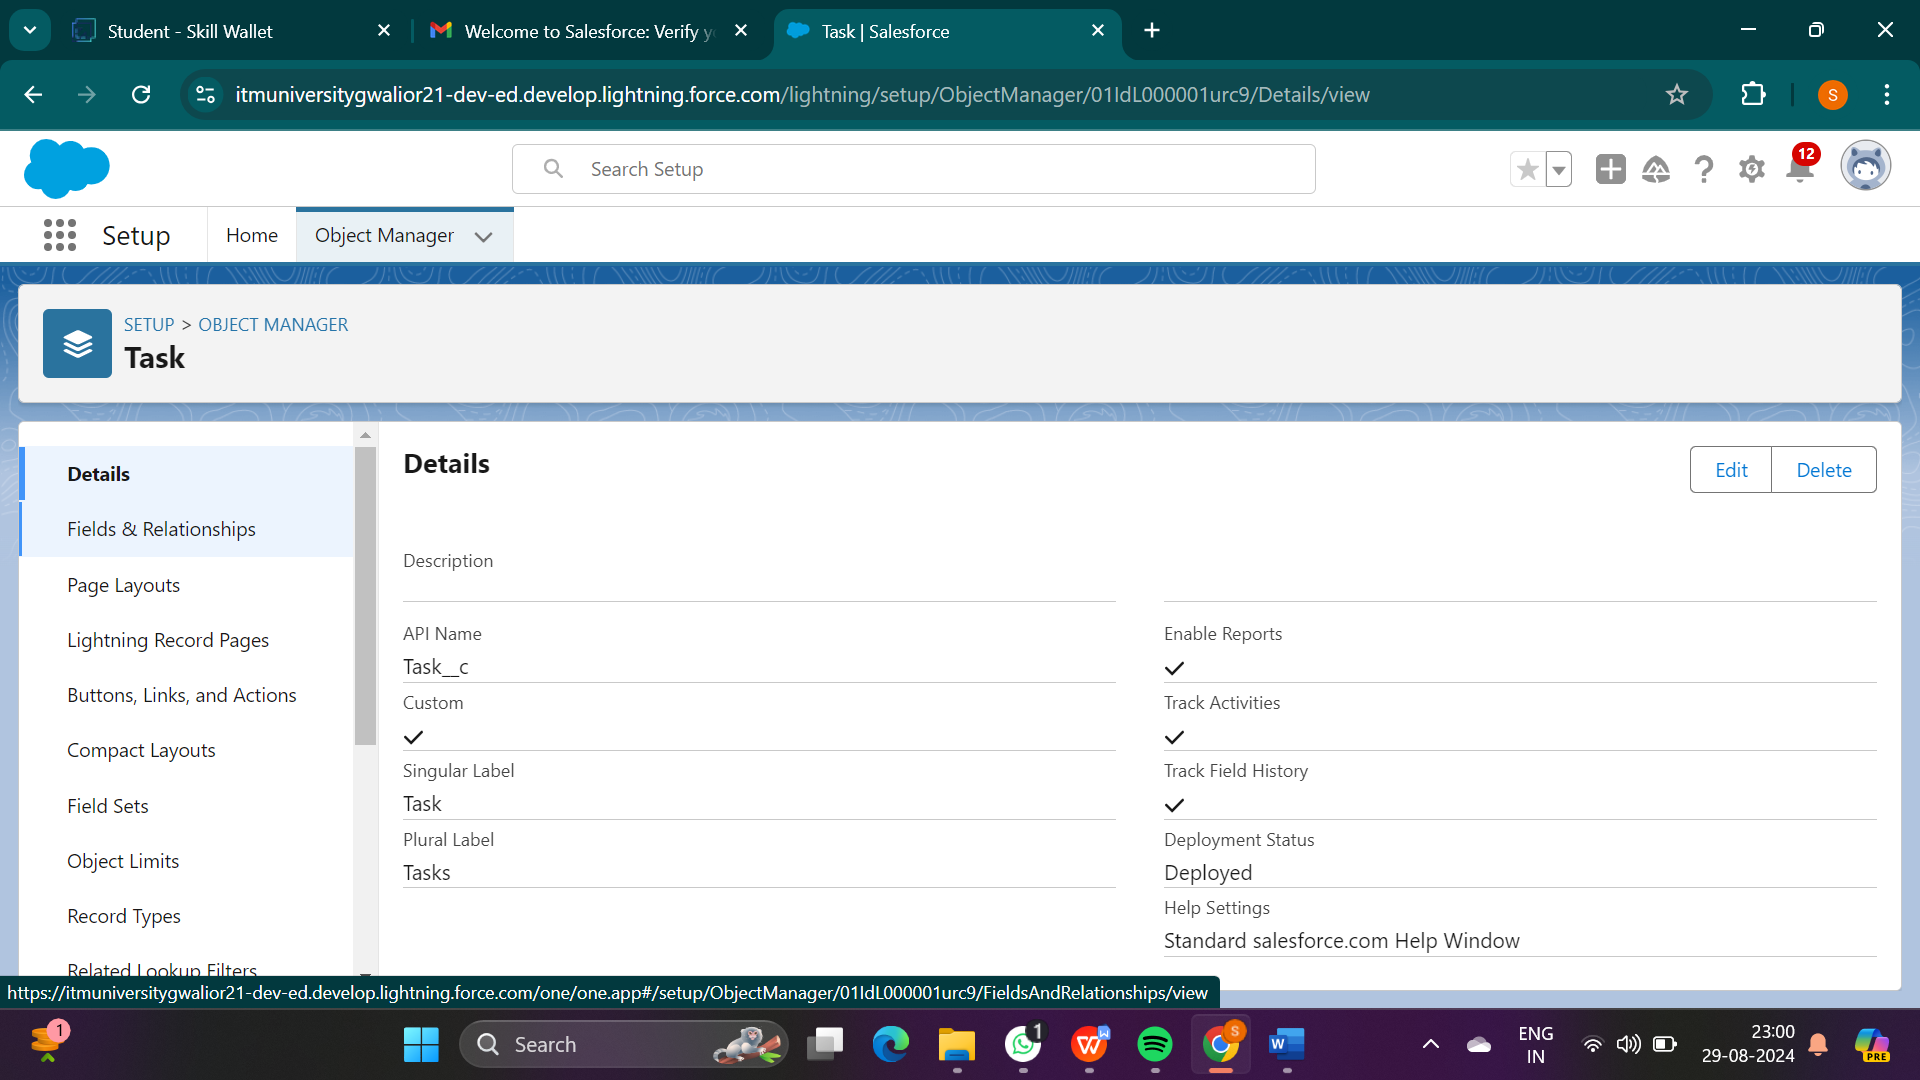 Student - Skill Wallet
Welcome to Salesforce: Verify yo
Task | Salesforce
itmuniversitygwalior21-dev-ed.develop.lightning.force.com/lightning/setup/ObjectManager/01IdL000001urc9/Details/view
S
Search Setup
12
Setup
Home
Object Manager
SETUP > OBJECT MANAGER
Task
Details
Fields & Relationships
Page Layouts
Lightning Record Pages
Buttons, Links, and Actions
Compact Layouts
Field Sets
Object Limits
Record Types
Related Lookup Filters
Details
Edit
Delete
Description
API Name
Task__c
Custom
Singular Label
Task
Plural Label
Tasks
Enable Reports
Track Activities
Track Field History
Deployment Status
Deployed
Help Settings
Standard salesforce.com Help Window
https://itmuniversitygwalior21-dev-ed.develop.lightning.force.com/one/one.app#/setup/ObjectManager/01IdL000001urc9/FieldsAndRelationships/view
1
Search
1
W
W
S
W
ENG
IN
23:00
29-08-2024
PRE